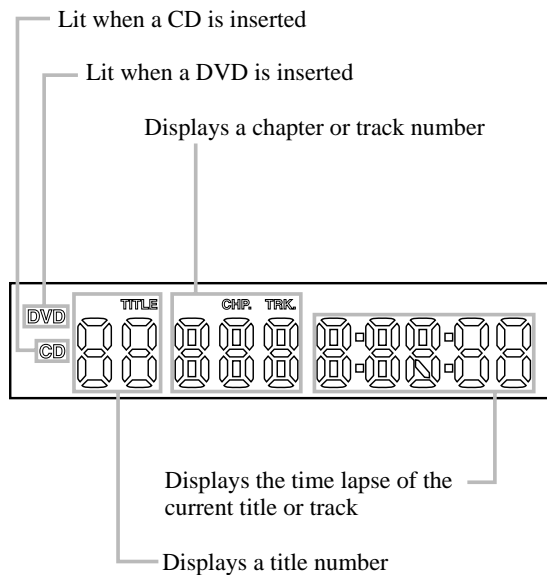 Lit when a CD is inserted
Lit when a DVD is inserted
Displays a chapter or track number
TITLE
CHP. TRK.
DVD
CD
Displays the time lapse of the
current title or track
Displays a title number